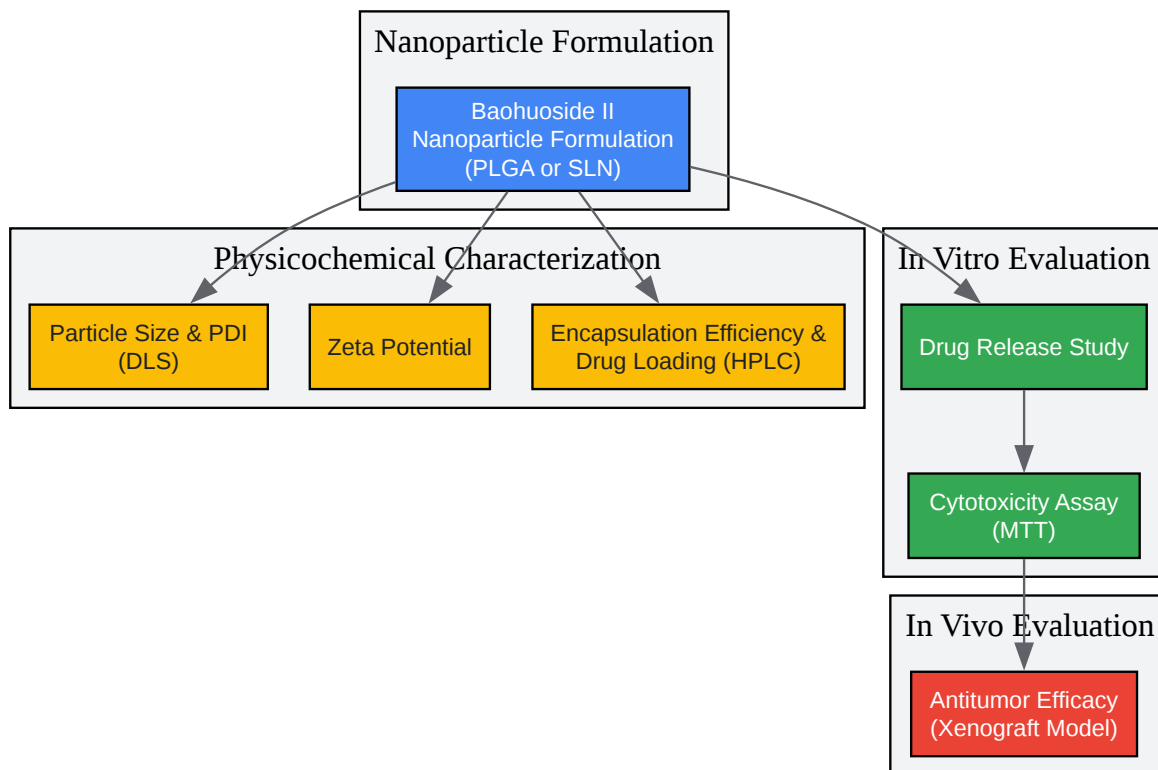 Nanoparticle Formulation
Baohuoside II
Nanoparticle Formulation
(PLGA or SLN)
Physicochemical Characterization
Particle Size & PDI
(DLS)
Zeta Potential
Encapsulation Efficiency &
Drug Loading (HPLC)
In Vitro Evaluation
Drug Release Study
Cytotoxicity Assay
(MTT)
In Vivo Evaluation
Antitumor Efficacy
(Xenograft Model)